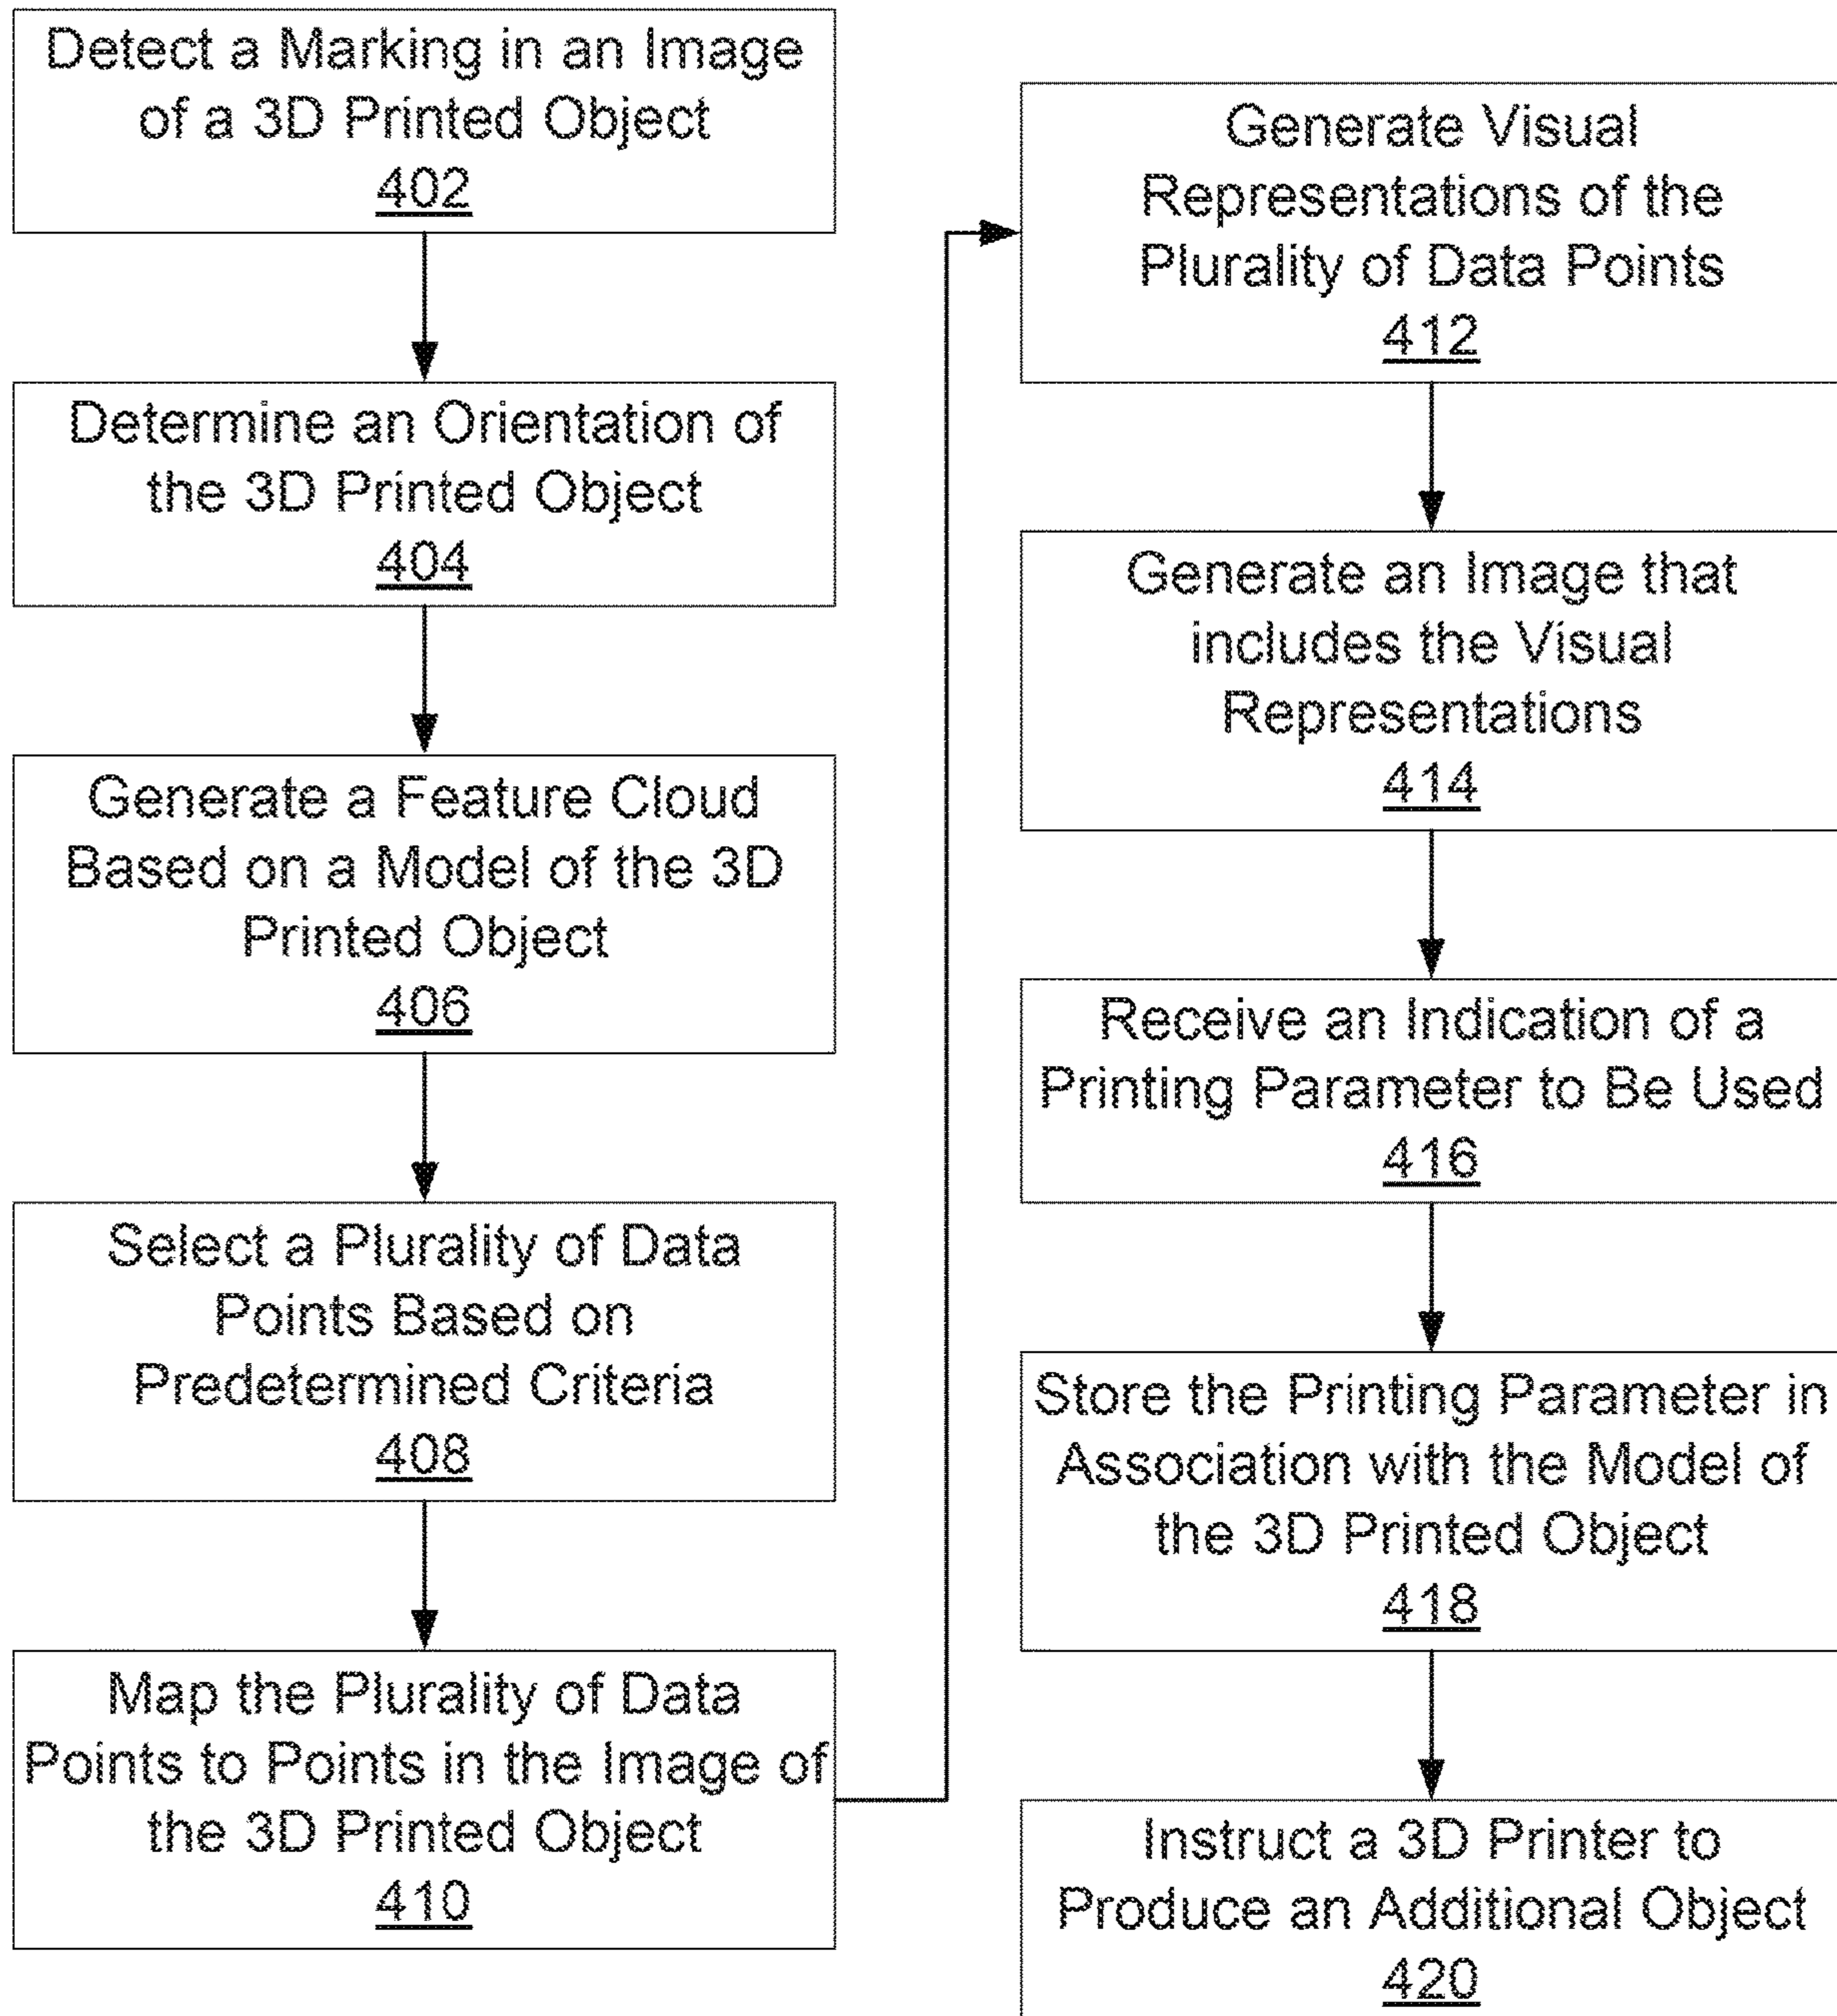 Detect a Marking in an Image
of a 3D Printed Object
402
Determine an Orientation of
the 3D Printed Object
404
Generate a Feature Cloud
Based on a Model of the 3D
Printed Object
406
Select a Plurality of Data
Points Based on
Predetermined Criteria
408
Map the Plurality of Data
Points to Points in the Image of
the 3D Printed Object
410
Generate Visual
Representations of the
Plurality of Data Points
412
Generate an Image that
includes the Visual
Representations
414
Receive an Indication of a
Printing Parameter to Be Used
416
Store the Printing Parameter in
Association with the Model of
the 3D Printed Object
418
Instruct a 3D Printer to
Produce an Additional Object
420